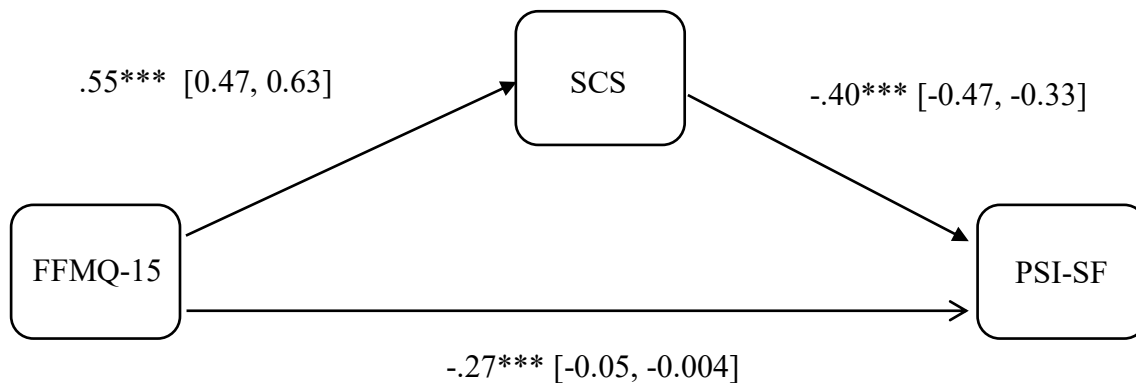 SCS
.55*** [0.47, 0.63]
-.40*** [-0.47, -0.33]
FFMQ-15
PSI-SF
-.27*** [-0.05, -0.004]